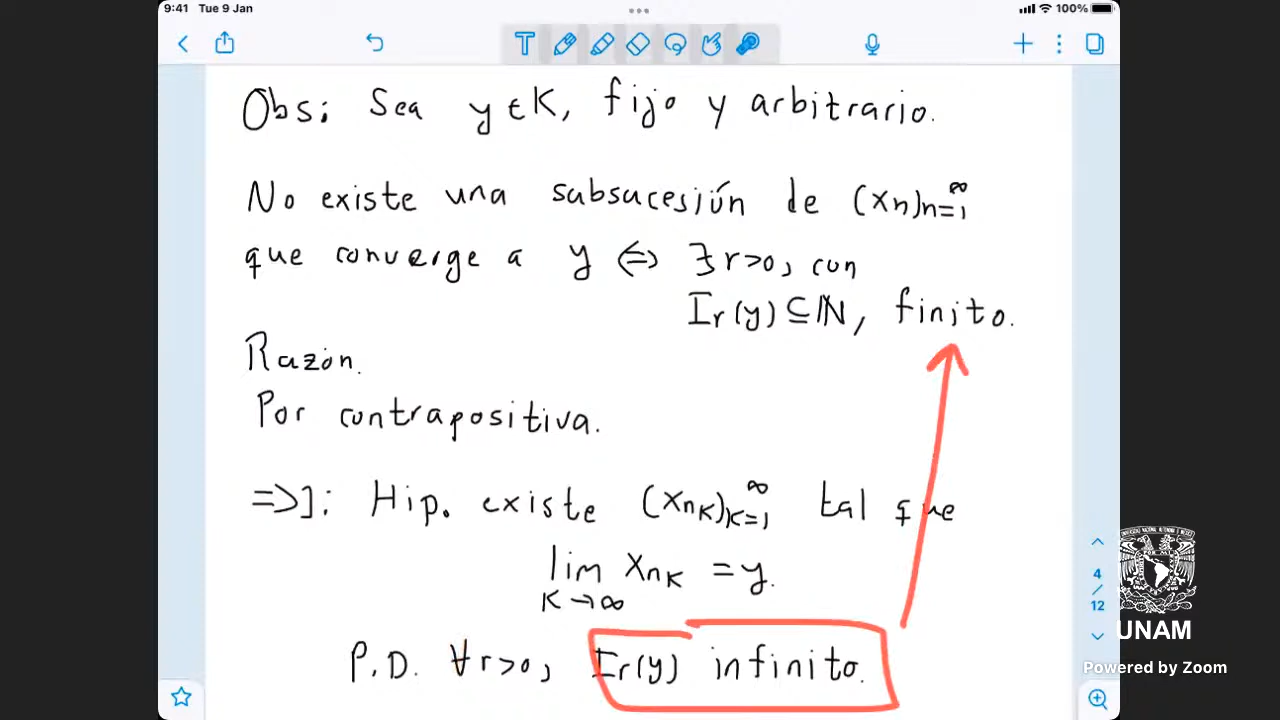 9:41 Tue 9 Jan
100%
Obs: Sea y ∈ K, fijo y arbitrario.
No existe una subsucesión de (xn)n=1^∞
que converge a y <=> ∃ r>0, con
Ir(y) ⊆ ℕ, finito.
Razón.
Por contrapositiva.
=>]: Hip. existe (xnK)K=1^∞ tal que
lim xnK = y.
K→∞
P.D. ∀ r>0, Ir(y) infinito.
4
/
12
UNAM
Powered by Zoom